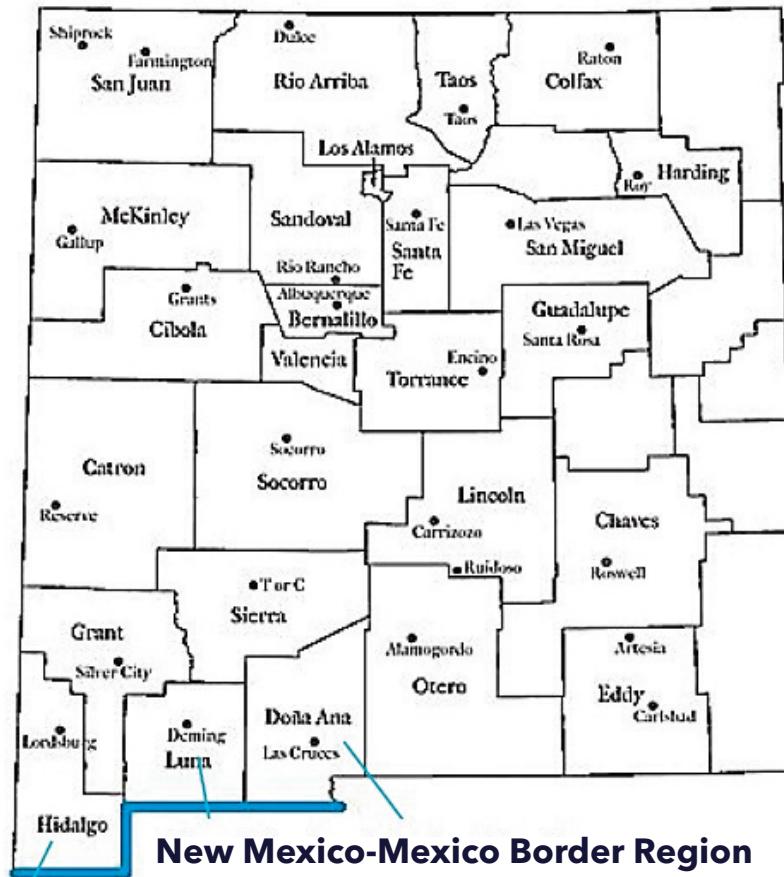 Dulce
Shiprock
Farmington
San Juan
Rio Arriba
Taos
Taos
Raton
Colfax
Los Alamos
Harding
Roy
McKinley
Gallup
Sandoval
Santa Fe
Santa
Fe
Las Vegas
San Miguel
Rio Rancho
Grants
Cibola
Albuquerque
Bernalillo
Guadalupe
Santa Rosa
Valencia
Encino
Torrance
Socorro
Socorro
Catron
Reserve
Lincoln
Carrizozo
Chaves
Roswell
Ruidoso
T or C
Sierra
Grant
Silver City
Alamogordo
Otero
Artesia
Eddy
Carlsbad
Lordsburg
Deming
Luna
Doña Ana
Las Cruces
Hidalgo
New Mexico-Mexico Border Region